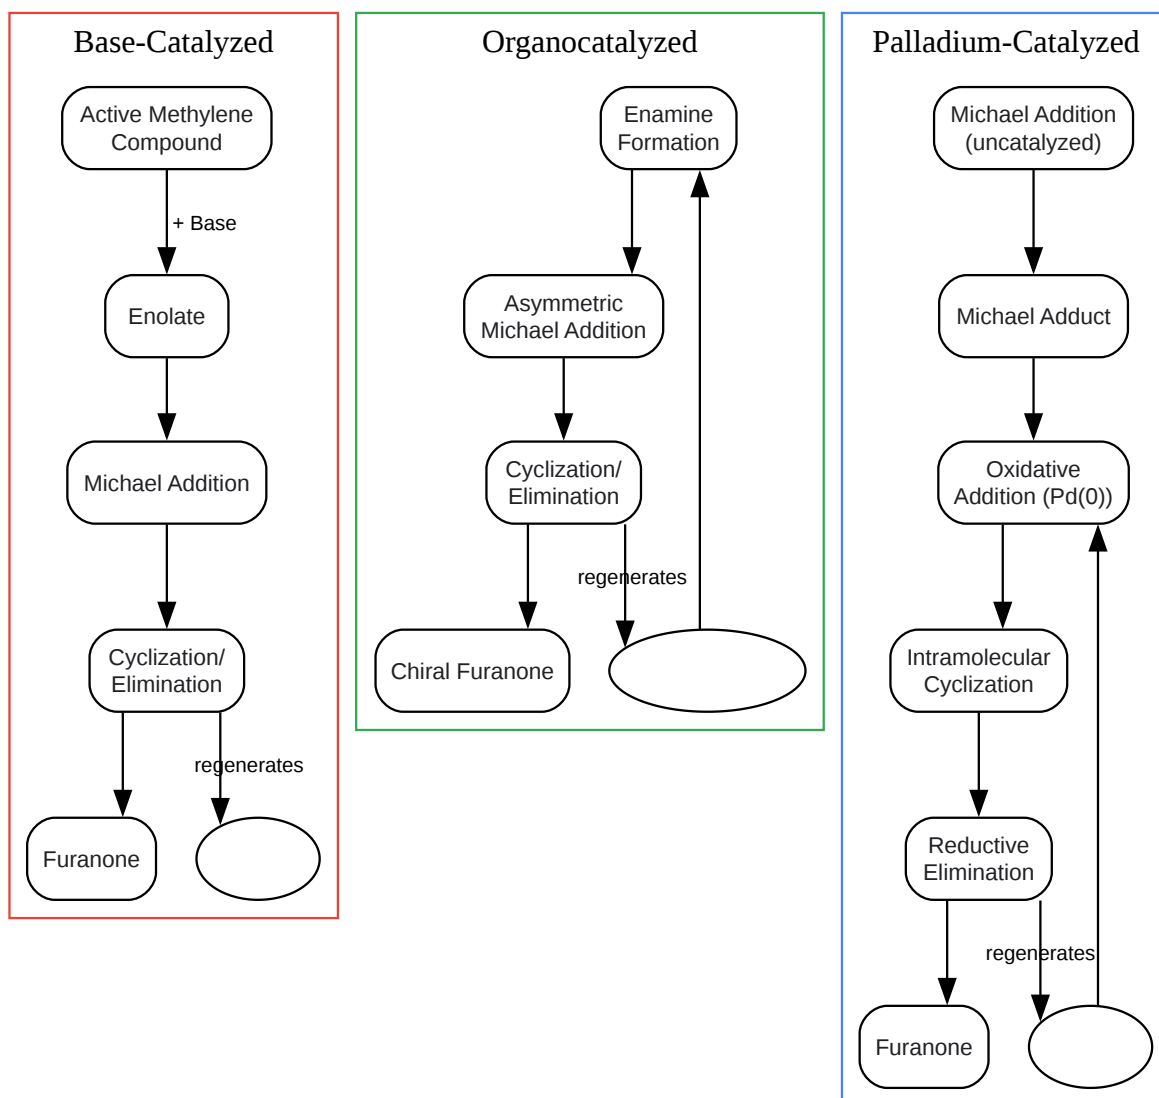 Base-Catalyzed
Active Methylene
Compound
+ Base
Enolate
Michael Addition
Cyclization/
Elimination
regenerates
Furanone
Organocatalyzed
Enamine
Formation
Asymmetric
Michael Addition
Cyclization/
Elimination
regenerates
Chiral Furanone
Palladium-Catalyzed
Michael Addition
(uncatalyzed)
Michael Adduct
Oxidative
Addition (Pd(0))
Intramolecular
Cyclization
Reductive
Elimination
regenerates
Furanone